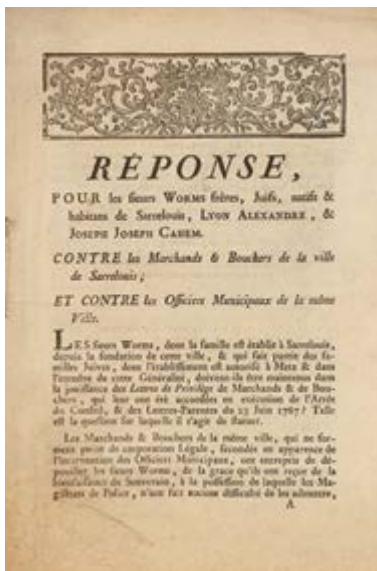 RÉPONSE,
POUR les sieurs WORMS frères, Juifs, natifs &
habitans de Sarrelouis, LYON ALEXANDRE, &
JOSEPH JOSEPH CAHEM.
CONTRE les Marchands & Bouchers de la ville
de Sarrelouis ;
ET CONTRE les Officiers Municipaux de la même
Ville.
LES sieurs Worms, dont la famille est établie à Sarrelouis,
depuis la fondation de cette ville, & qui fait partie des fa-
milles Juives, dont l'établissement est autorisé à Metz & dans
l'étendue de cette Généralité, doivent-ils être maintenus dans
la jouissance des Lettres de Privilége de Marchands & de Bou-
chers, qui leur ont été accordées en exécution de l'Arrêt
du Conseil, & des Lettres-Patentes du 23 Juin 1767 ? Telle
est la question sur laquelle il s'agit de statuer.
Les Marchands & Bouchers de la même ville, qui ne for-
ment point de corporation Légale, secondés en apparence de
l'intervention des Officiers Municipaux, ont entrepris de dé-
pouiller les sieurs Worms, de la grace qu'ils ont reçue de la
bienfaisance du Souverain, à la possession de laquelle les Ma-
gistrats de Police, n'ont fait aucune difficulté de les admettre,
A